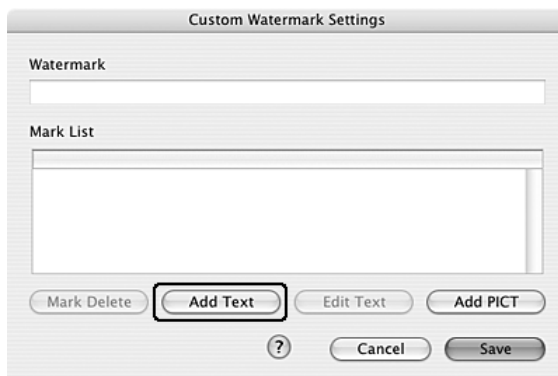 Custom Watermark Settings
Watermark
Mark List
Mark Delete Add Text Edit Text Add PICT
? Cancel Save